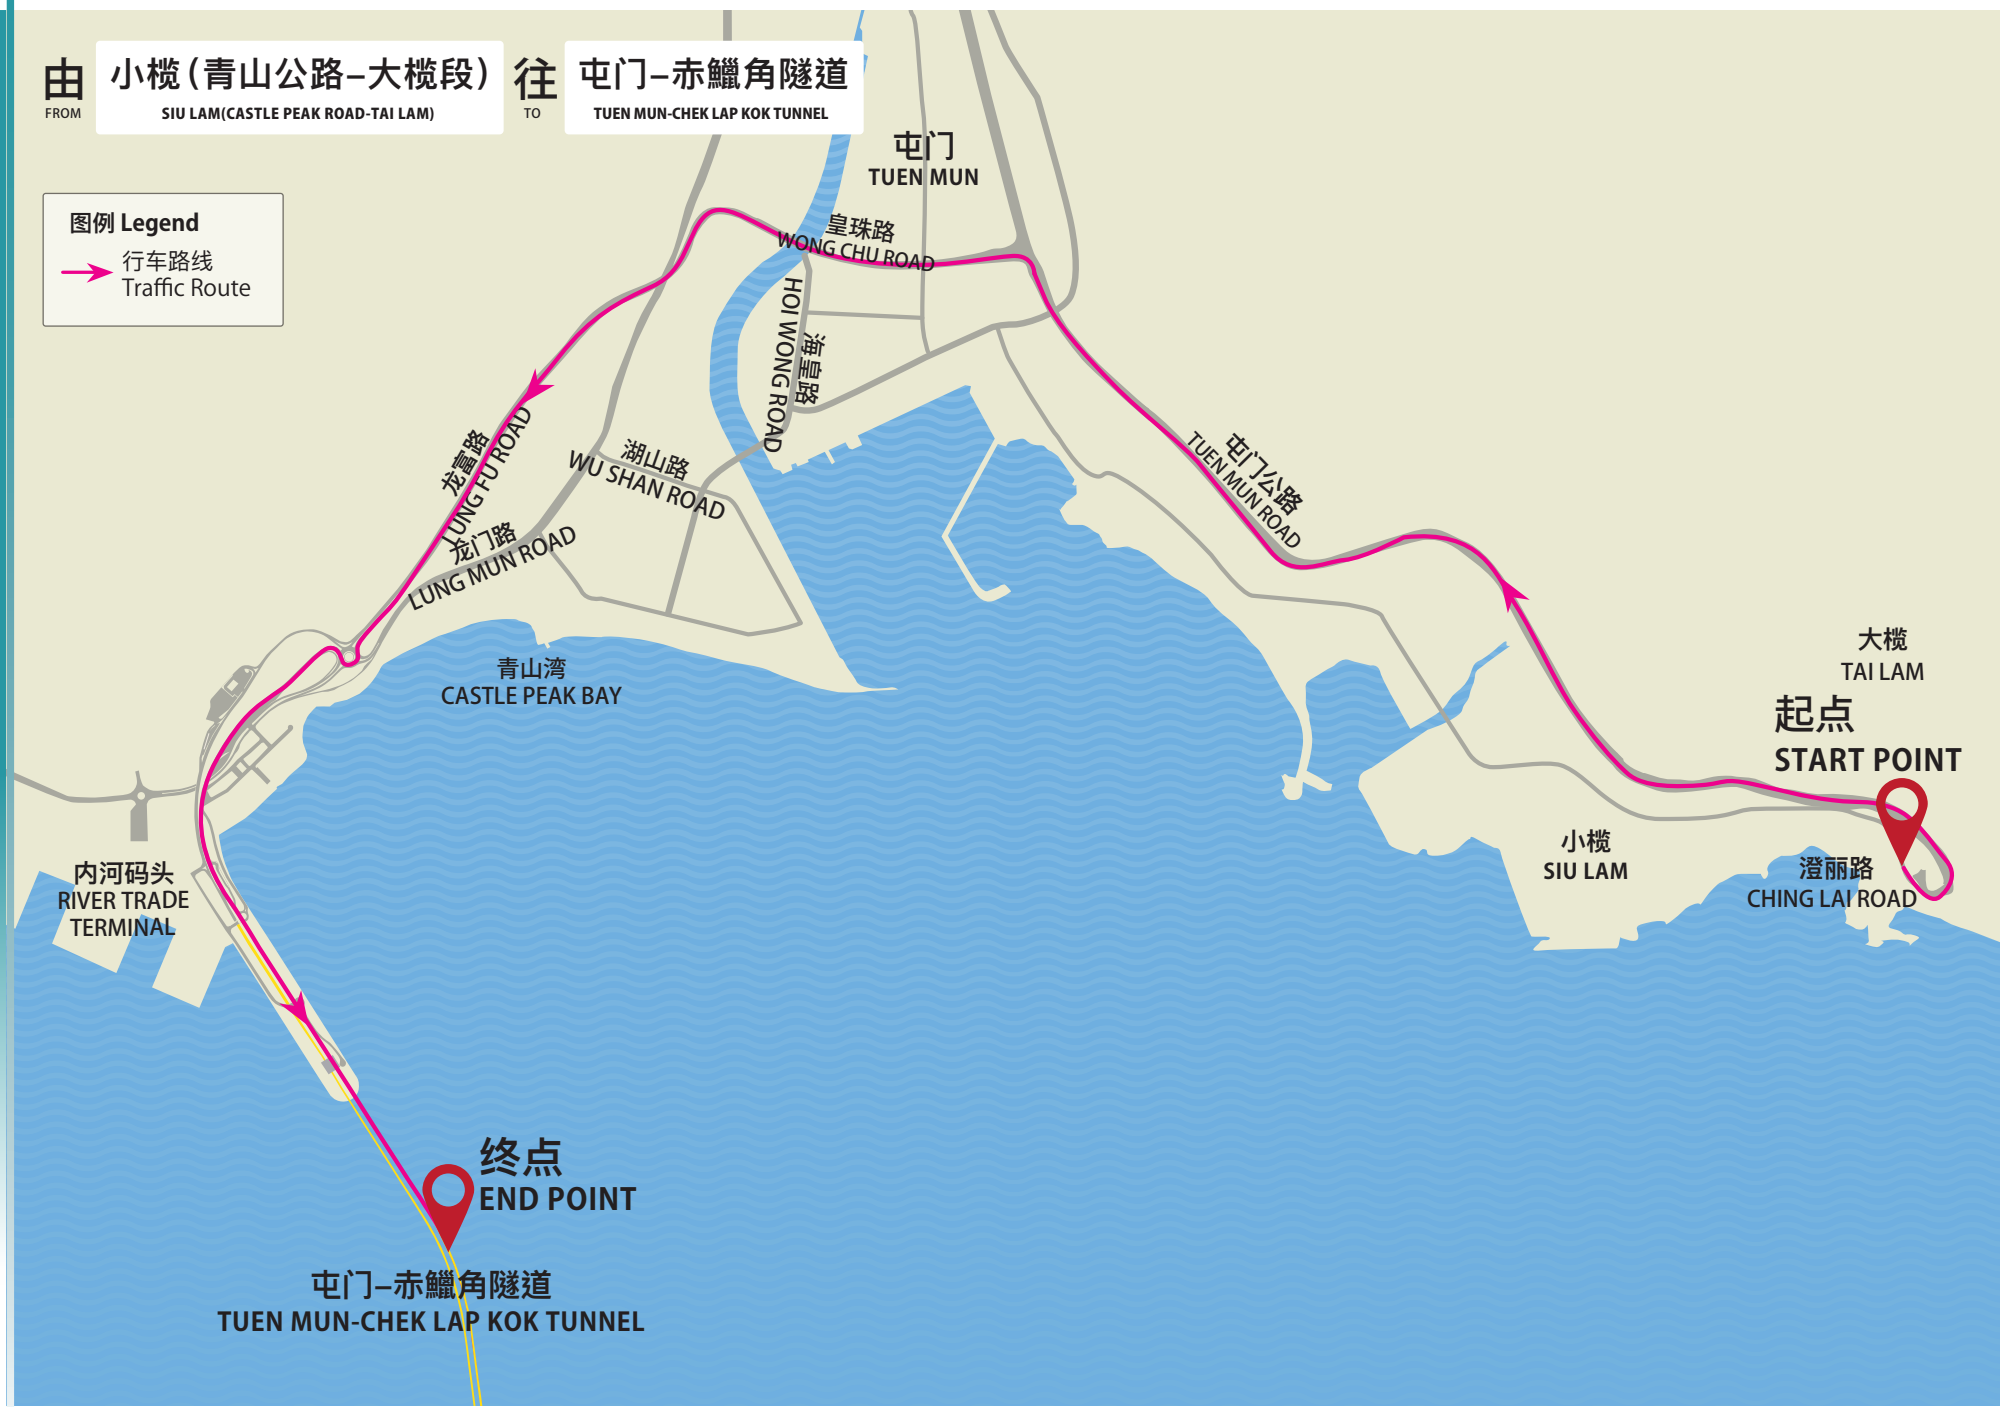 由 小榄（青山公路–大榄段） 往 屯门–赤鱲角隧道
FROM SIU LAM(CASTLE PEAK ROAD-TAI LAM) TO TUEN MUN-CHEK LAP KOK TUNNEL
图例 Legend
行车路线
Traffic Route
屯门
TUEN MUN
皇珠路
WONG CHU ROAD
HOI WONG ROAD
海皇路
龙富路
LUNG FU ROAD
湖山路
WU SHAN ROAD
龙门路
LUNG MUN ROAD
屯门公路
TUEN MUN ROAD
青山湾
CASTLE PEAK BAY
大榄
TAI LAM
起点
START POINT
小榄
SIU LAM
澄丽路
CHING LAI ROAD
内河码头
RIVER TRADE
TERMINAL
终点
END POINT
屯门–赤鱲角隧道
TUEN MUN-CHEK LAP KOK TUNNEL